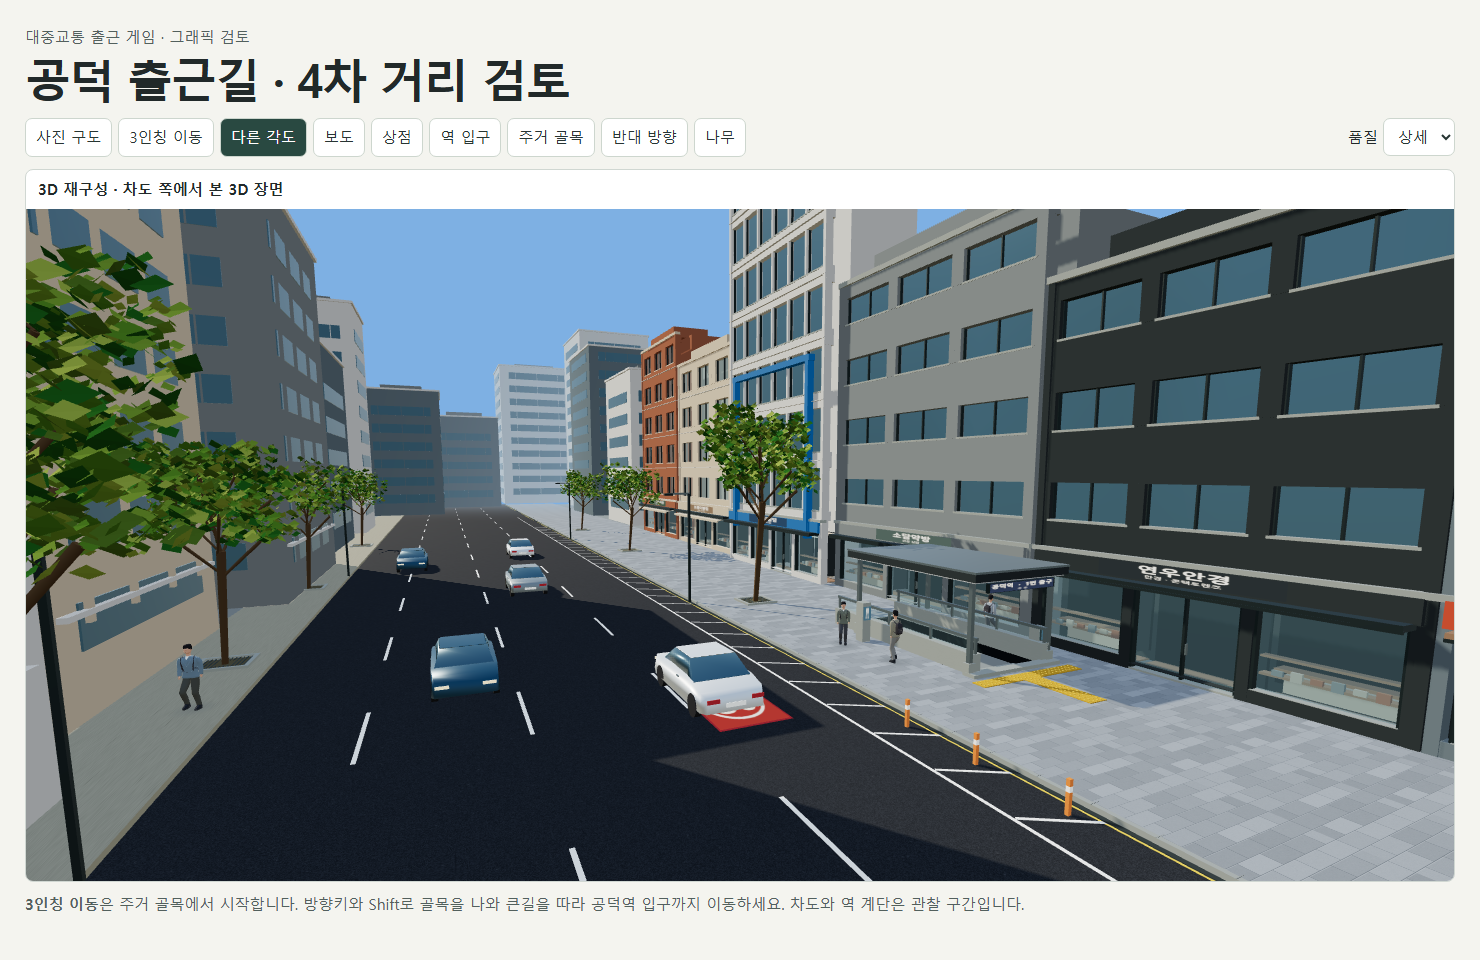 대중교통 출근 게임 · 그래픽 검토
공덕 출근길 · 4차 거리 검토
사진 구도
3인칭 이동
다른 각도
보도
상점
역 입구
주거 골목
반대 방향
나무
품질
상세
3D 재구성 · 차도 쪽에서 본 3D 장면
소담약방
연우안경
3인칭 이동은 주거 골목에서 시작합니다. 방향키와 Shift로 골목을 나와 큰길을 따라 공덕역 입구까지 이동하세요. 차도와 역 계단은 관찰 구간입니다.